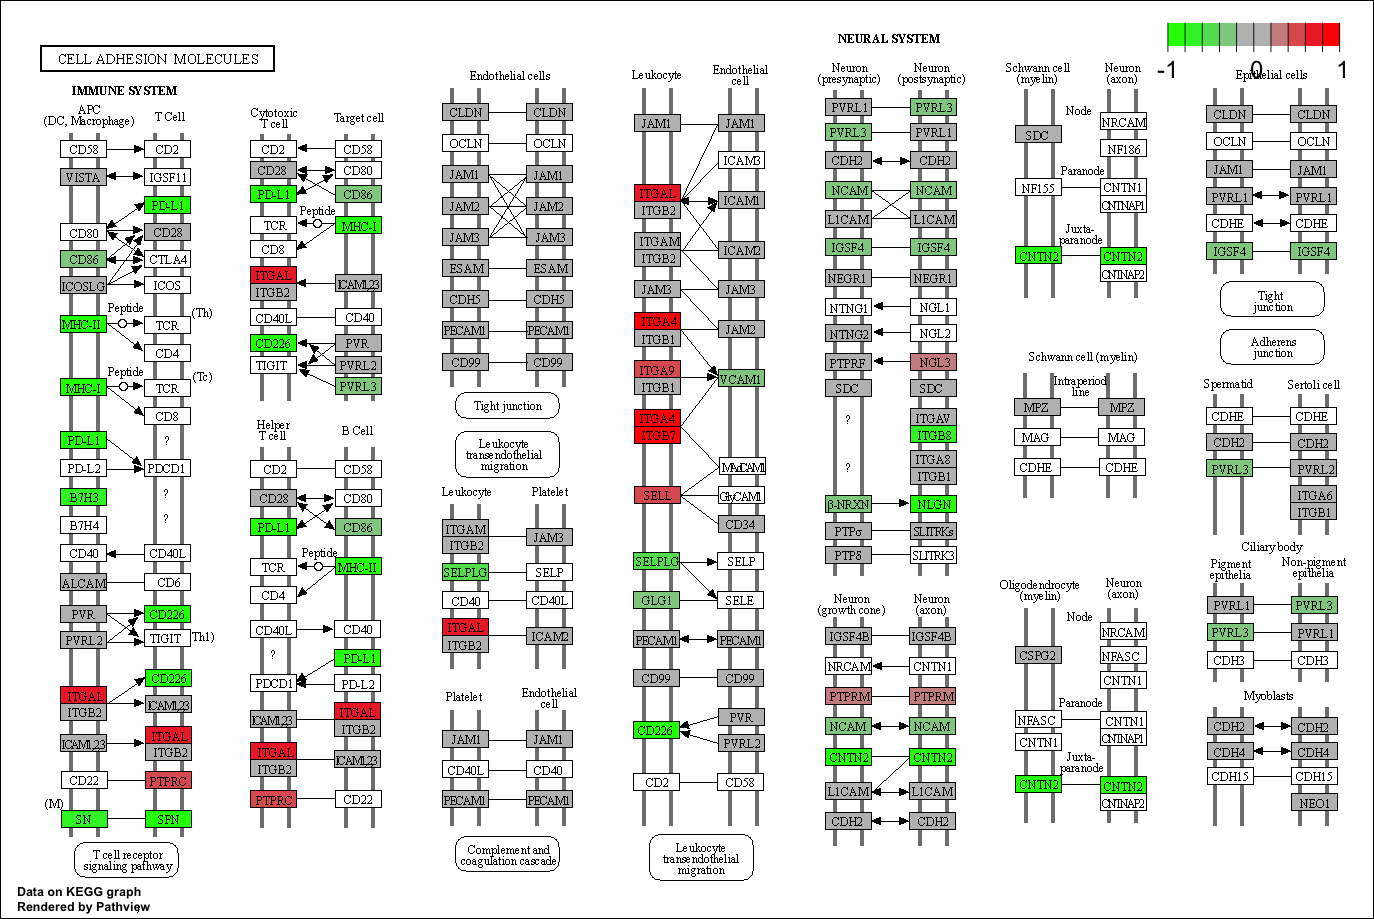 CELL ADHESION MOLECULES
NEURAL SYSTEM
-1
0
1
IMMUNE SYSTEM
APC
(DC, Macrophage)
T Cell
CD58
CD2
VISTA
IGSF11
PD-L1
CD80
CD28
CD86
CTLA4
ICOSLG
ICOS
Peptide
(Th)
MHC-II
TCR
CD4
Peptide
(Tc)
MHC-I
TCR
CD8
PD-L1
?
PD-L2
PDCD1
B7H3
?
B7H4
?
CD40
CD40L
ALCAM
CD6
PVR
CD226
PVRL2
TIGIT
Th1)
CD226
ITGAL
ITGB2
ICAM1,23
ICAM1,23
ITGAL
ITGB2
CD22
PTPRC
(M)
SN
SPN
T cell receptor
signaling pathway
Cytotoxic
T cell
Target cell
CD2
CD58
CD28
CD80
PD-L1
CD86
Peptide
TCR
MHC-I
CD8
ITGAL
ITGB2
ICAM1,23
CD40L
CD40
CD226
PVR
TIGIT
PVRL2
PVRL3
Helper
T cell
B Cell
CD2
CD58
CD28
CD80
PD-L1
CD86
Peptide
TCR
MHC-II
CD4
CD40L
CD40
?
PD-L1
PDCD1
PD-L2
ICAM1,23
ITGAL
ITGB2
ITGAL
ITGB2
ICAM1,23
PTPRC
CD22
Endothelial cells
CLDN
CLDN
OCLN
OCLN
JAM1
JAM1
JAM2
JAM2
JAM3
JAM3
ESAM
ESAM
CDH5
CDH5
PECAM1
PECAM1
CD99
CD99
Tight junction
Leukocyte
transendothelial
migration
Leukocyte
Platelet
ITGAM
ITGB2
JAM3
SELPLG
SELP
CD40
CD40L
ITGAL
ITGB2
ICAM2
Platelet
Endothelial
cell
JAM1
JAM1
CD40L
CD40
PECAM1
PECAM1
Complement and
coagulation cascade
Leukocyte
Endothelial
cell
JAM1
JAM1
ICAM3
ITGAL
ITGB2
ICAM1
ITGAM
ITGB2
ICAM2
JAM3
JAM3
ITGA4
ITGB1
JAM2
ITGA9
ITGB1
VCAM1
ITGA4
ITGB7
MAdCAM1
SELL
GlyCAM1
CD34
SELPLG
SELP
GLG1
SELE
PECAM1
PECAM1
CD99
CD99
CD226
PVR
PVRL2
CD2
CD58
Leukocyte
transendothelial
migration
Neuron
(presynaptic)
Neuron
(postsynaptic)
PVRL1
PVRL3
PVRL3
PVRL1
CDH2
CDH2
NCAM
NCAM
L1CAM
L1CAM
IGSF4
IGSF4
NEGR1
NEGR1
NTNG1
NGL1
NTNG2
NGL2
PTPRF
NGL3
SDC
SDC
?
ITGAV
ITGB8
?
ITGA8
ITGB1
β-NRXN
NLGN
PTPσ
SLITRKs
PTPδ
SLITRK3
Neuron
(growth cone)
Neuron
(axon)
IGSF4B
IGSF4B
NRCAM
CNTN1
PTPRM
PTPRM
NCAM
NCAM
CNTN2
CNTN2
L1CAM
L1CAM
CDH2
CDH2
Schwann cell
(myelin)
Neuron
(axon)
Node
SDC
NRCAM
NF186
Paranode
NF155
CNTN1
CNTNAP1
Juxta-
paranode
CNTN2
CNTN2
CNTNAP2
Schwann cell (myelin)
Intraperiod
line
MPZ
MPZ
MAG
MAG
CDHE
CDHE
Oligodendrocyte
(myelin)
Neuron
(axon)
Node
CSPG2
NRCAM
NFASC
CNTN1
Paranode
NFASC
CNTN1
CNTN1
CNTNAP1
Juxta-
paranode
CNTN2
CNTN2
CNTNAP2
Epithelial cells
CLDN
CLDN
OCLN
OCLN
JAM1
JAM1
PVRL1
PVRL1
CDHE
CDHE
IGSF4
IGSF4
Tight
junction
Adherens
junction
Spermatid
Sertoli cell
CDHE
CDHE
CDH2
CDH2
PVRL3
PVRL2
ITGA6
ITGB1
Ciliary body
Pigment
epithelia
Non-pigment
epithelia
PVRL1
PVRL3
PVRL3
PVRL1
CDH3
CDH3
Myoblasts
CDH2
CDH2
CDH4
CDH4
CDH15
CDH15
NEO1
Data on KEGG graph
Rendered by Pathview